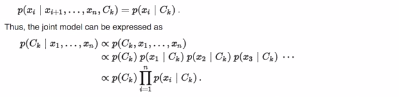 p(x_i | x_{i+1}, ..., x_n, C_k) = p(x_i | C_k) .
Thus, the joint model can be expressed as
p(C_k | x_1, ..., x_n) ∝ p(C_k, x_1, ..., x_n)
∝ p(C_k) p(x_1 | C_k) p(x_2 | C_k) p(x_3 | C_k) ⋯
∝ p(C_k) ∏_{i=1}^{n} p(x_i | C_k) .